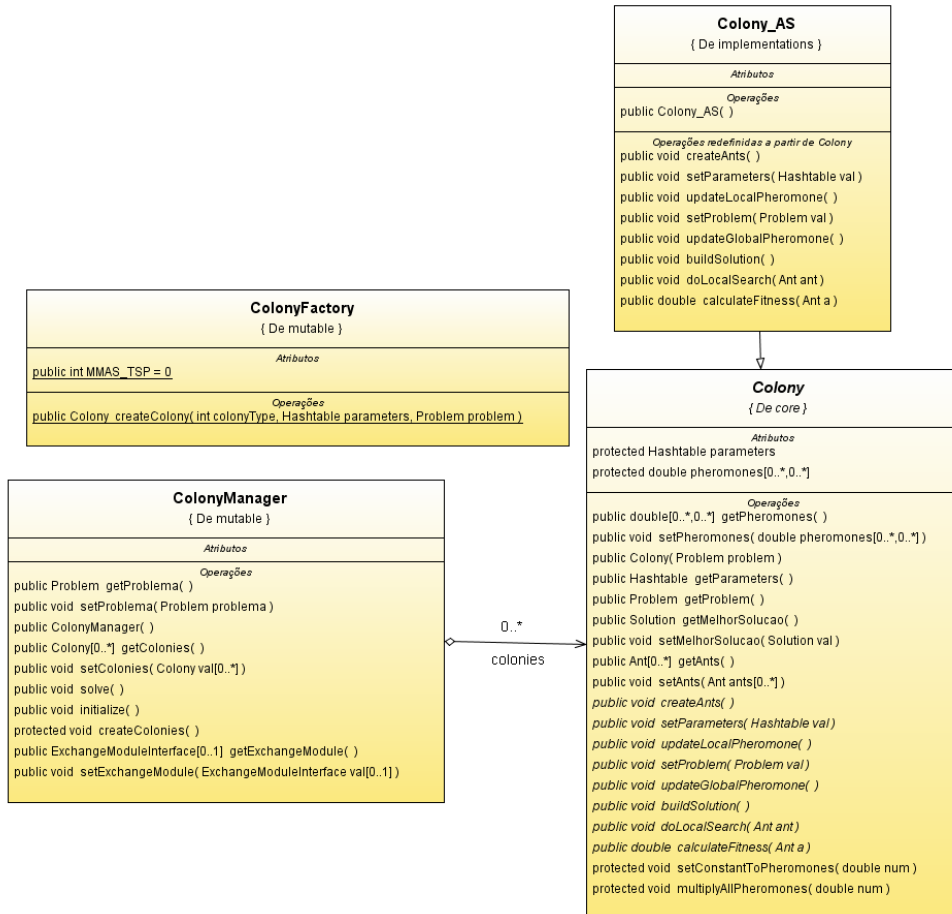 Colony_AS
{ De implementations }
Atributos
Operações
public Colony_AS( )
Operações redefinidas a partir de Colony
public void createAnts( )
public void setParameters( Hashtable val )
public void updateLocalPheromone( )
public void setProblem( Problem val )
public void updateGlobalPheromone( )
public void buildSolution( )
public void doLocalSearch( Ant ant )
public double calculateFitness( Ant a )
ColonyFactory
{ De mutable }
Atributos
public int MMAS_TSP = 0
Operações
public Colony createColony( int colonyType, Hashtable parameters, Problem problem )
Colony
{ De core }
Atributos
protected Hashtable parameters
protected double pheromones[0..*,0..*]
Operações
public double[0..*,0..*] getPheromones( )
public void setPheromones( double pheromones[0..*,0..*] )
public Colony( Problem problem )
public Hashtable getParameters( )
public Problem getProblem( )
public Solution getMelhorSolucao( )
public void setMelhorSolucao( Solution val )
public Ant[0..*] getAnts( )
public void setAnts( Ant ants[0..*] )
public void createAnts( )
public void setParameters( Hashtable val )
public void updateLocalPheromone( )
public void setProblem( Problem val )
public void updateGlobalPheromone( )
public void buildSolution( )
public void doLocalSearch( Ant ant )
public double calculateFitness( Ant a )
protected void setConstantToPheromones( double num )
protected void multiplyAllPheromones( double num )
ColonyManager
{ De mutable }
Atributos
Operações
public Problem getProblema( )
public void setProblema( Problem problema )
public ColonyManager( )
public Colony[0..*] getColonies( )
public void setColonies( Colony val[0..*] )
public void solve( )
public void initialize( )
protected void createColonies( )
public ExchangeModuleInterface[0..1] getExchangeModule( )
public void setExchangeModule( ExchangeModuleInterface val[0..1] )
0..*
colonies